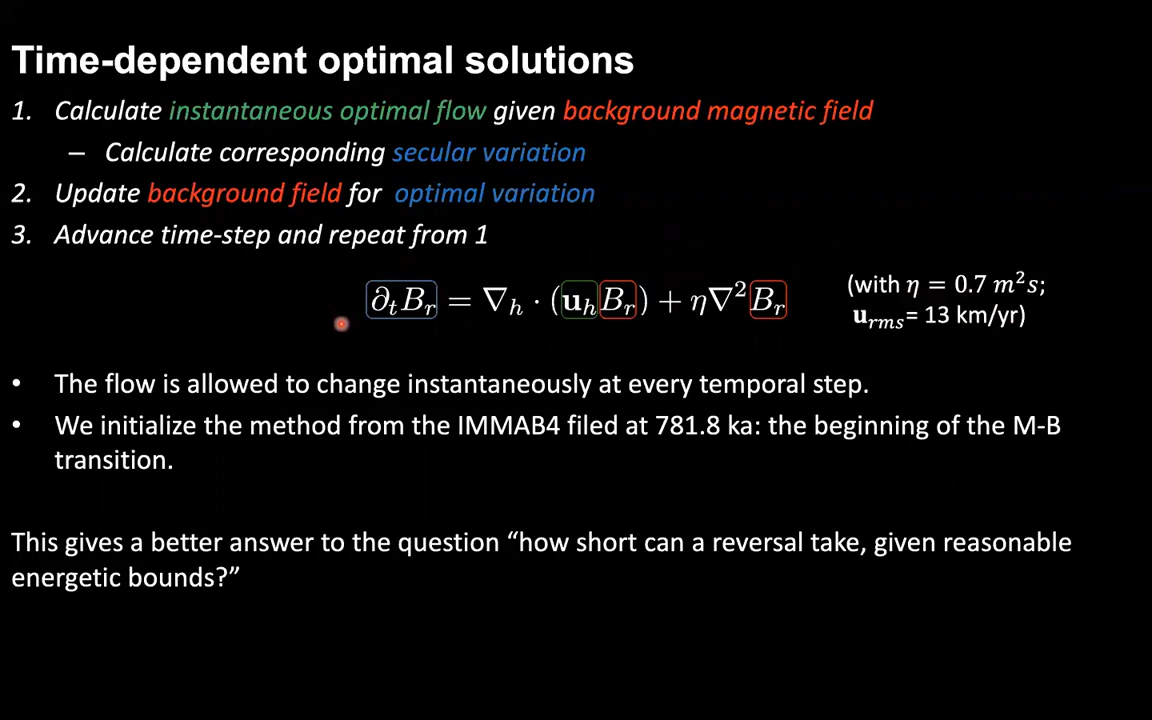 Time-dependent optimal solutions
1. Calculate instantaneous optimal flow given background magnetic field
– Calculate corresponding secular variation
2. Update background field for optimal variation
3. Advance time-step and repeat from 1
∂ₜBᵣ = ∇ₕ · (𝐮ₕBᵣ) + η∇²Bᵣ
(with η = 0.7 m²s;
𝐮ᵣₘₛ= 13 km/yr)
• The flow is allowed to change instantaneously at every temporal step.
• We initialize the method from the IMMAB4 filed at 781.8 ka: the beginning of the M-B
transition.
This gives a better answer to the question “how short can a reversal take, given reasonable
energetic bounds?”